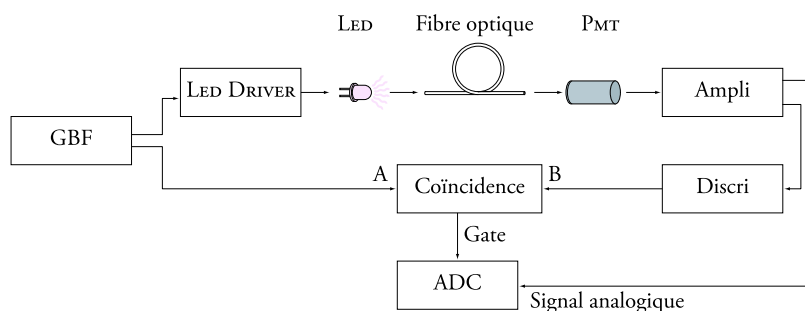 LED
Fibre optique
PMT
LED DRIVER
Ampli
GBF
A
Coïncidence
B
Discri
Gate
ADC
Signal analogique